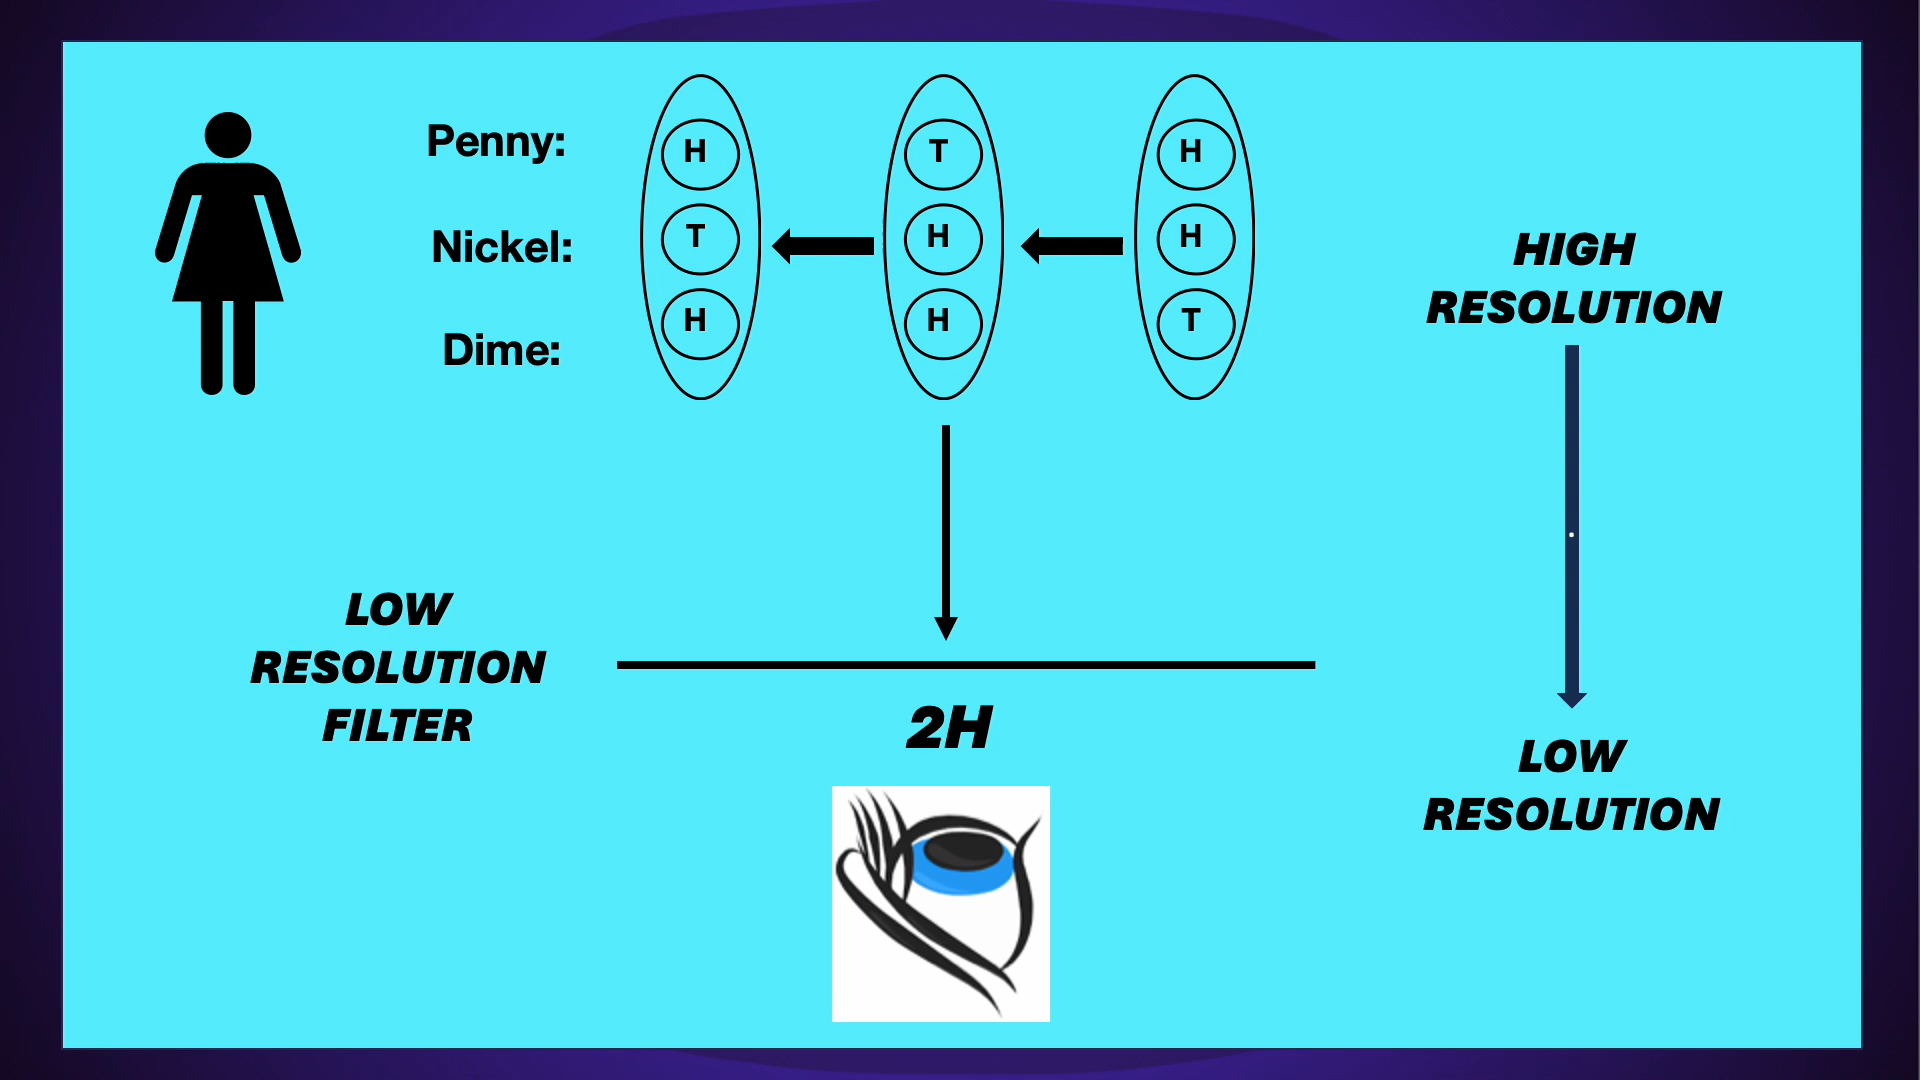 Penny:
H T H
Nickel:
T H H
Dime:
H H T
HIGH
RESOLUTION
LOW
RESOLUTION
FILTER
2H
LOW
RESOLUTION